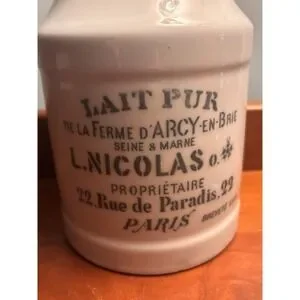 LAIT PUR
DE LA FERME D'ARCY-EN-BRIE
SEINE & MARNE
L. NICOLAS O.
PROPRIÉTAIRE
22. Rue de Paradis. 22
PARIS